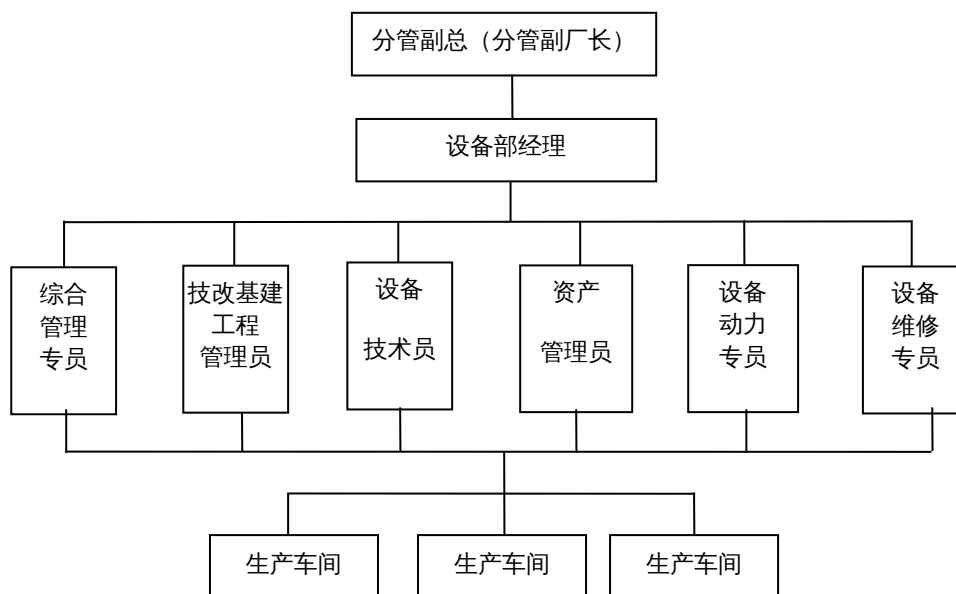 分管副总（分管副厂长）
设备部经理
综合
管理
专员
技改基建
工程
管理员
设备
技术员
资产
管理员
设备
动力
专员
设备
维修
专员
生产车间
生产车间
生产车间